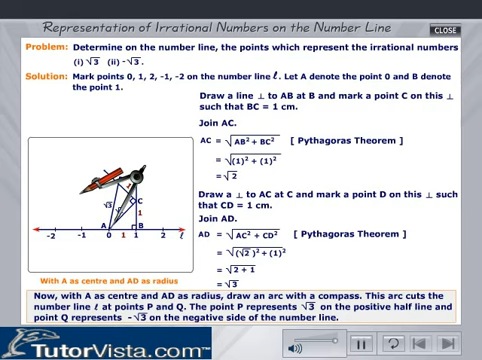 Representation of Irrational Numbers on the Number Line
CLOSE
Problem: Determine on the number line, the points which represent the irrational numbers
(i) √3 (ii) -√3 .
Solution: Mark points 0, 1, 2, -1, -2 on the number line ℓ. Let A denote the point 0 and B denote
the point 1.
Draw a line ⊥ to AB at B and mark a point C on this ⊥
such that BC = 1 cm.
Join AC.
AC = √AB² + BC² [ Pythagoras Theorem ]
= √(1)² + (1)²
= √2
Draw a ⊥ to AC at C and mark a point D on this ⊥ such
that CD = 1 cm.
Join AD.
AD = √AC² + CD² [ Pythagoras Theorem ]
= √(√2 )² + (1)²
= √2 + 1
= √3
1
√3
C
√2
1
A
B
-2 -1 0 1 1 2 ℓ
With A as centre and AD as radius
Now, with A as centre and AD as radius, draw an arc with a compass. This arc cuts the
number line ℓ at points P and Q. The point P represents √3 on the positive half line and
point Q represents -√3 on the negative side of the number line.
TutorVista.com™